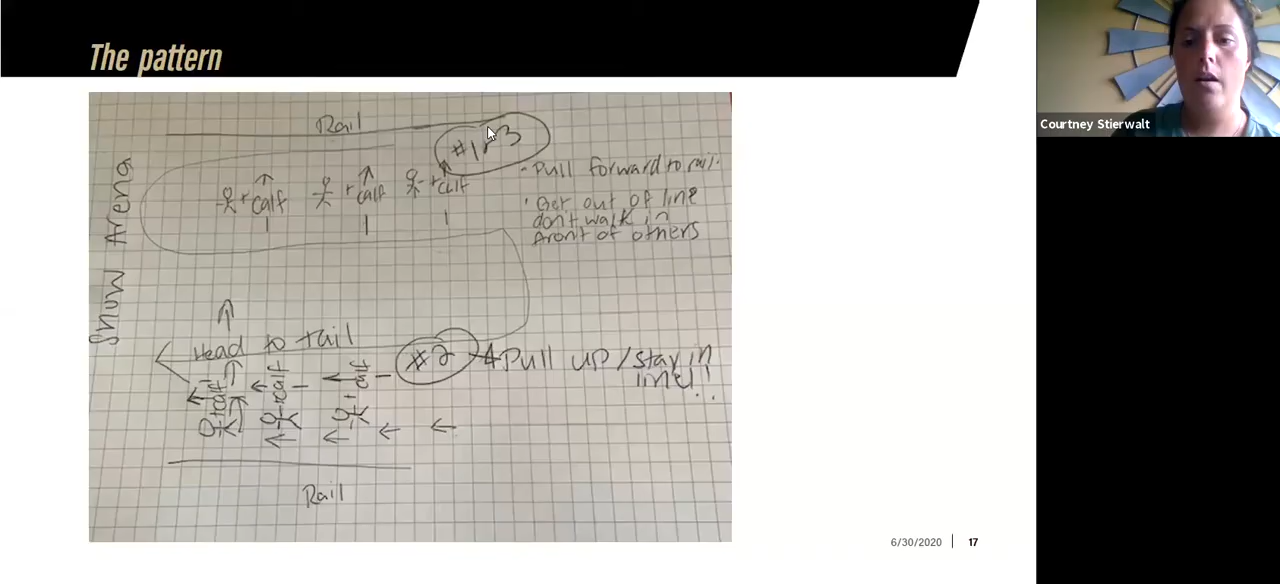 The pattern
Courtney Stierwalt
Rail
#1 & 3
Show Arena
+ calf
+ calf
+ calf
· Pull forward to rail.
· Get out of line
don't walk in
front of others
Head to tail
#2
Pull up / stay in
line!!
+ calf
+ calf
+ calf
Rail
6/30/2020 | 17